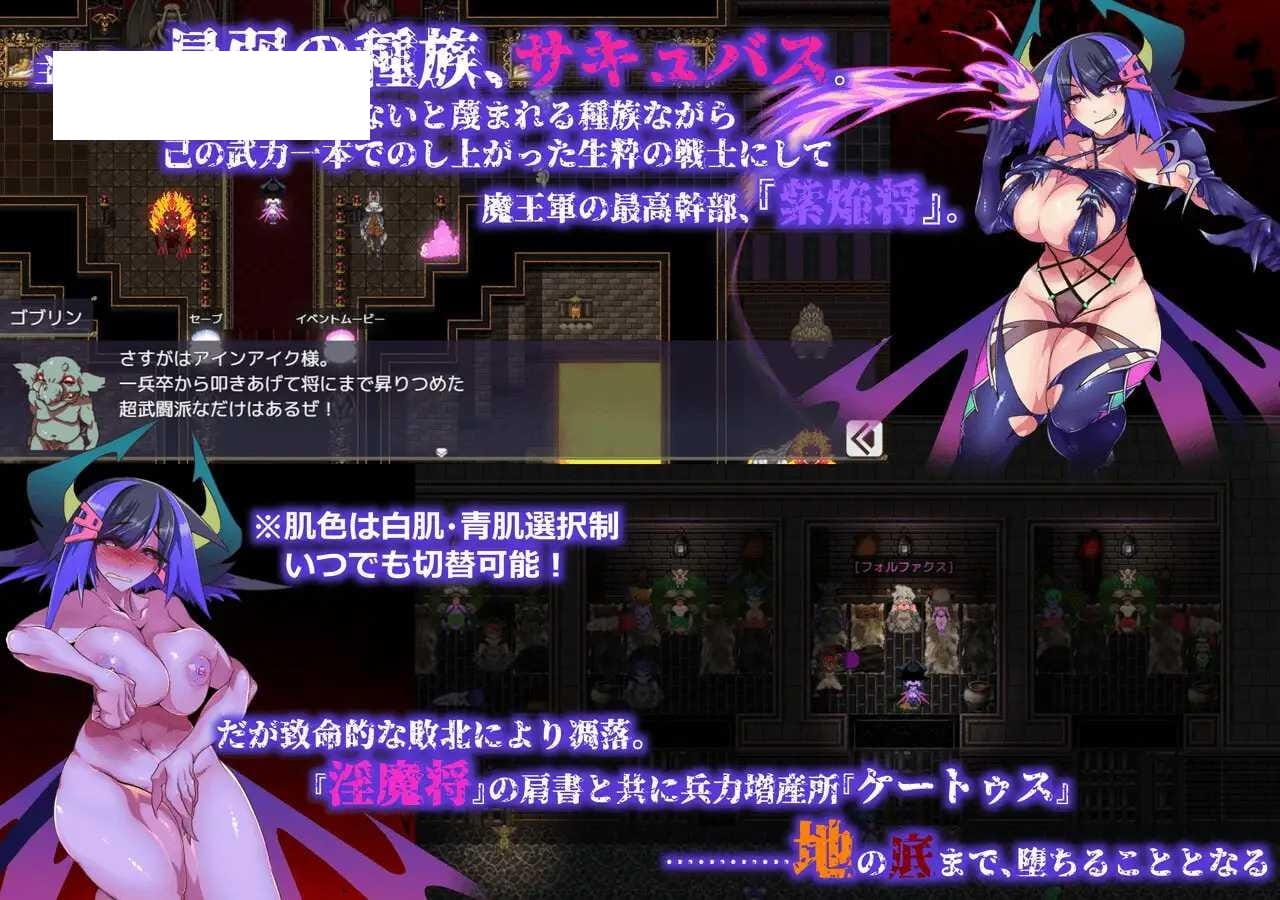 種族、サキュバス。
ないと蔑まれる種族ながら
己の武力一本でのし上がった生粋の戦士にして
魔王軍の最高幹部、『紫焔将』。
セーブ
イベントムービー
ゴブリン
さすがはアインアイク様。
一兵卒から叩きあげて将にまで昇りつめた
超武闘派なだけはあるぜ！
※肌色は白肌・青肌選択制
いつでも切替可能！
[フォルファクス]
だが致命的な敗北により凋落。
『淫魔将』の肩書と共に兵力増産所『ケートゥス』
…………地の底まで、堕ちることとなる